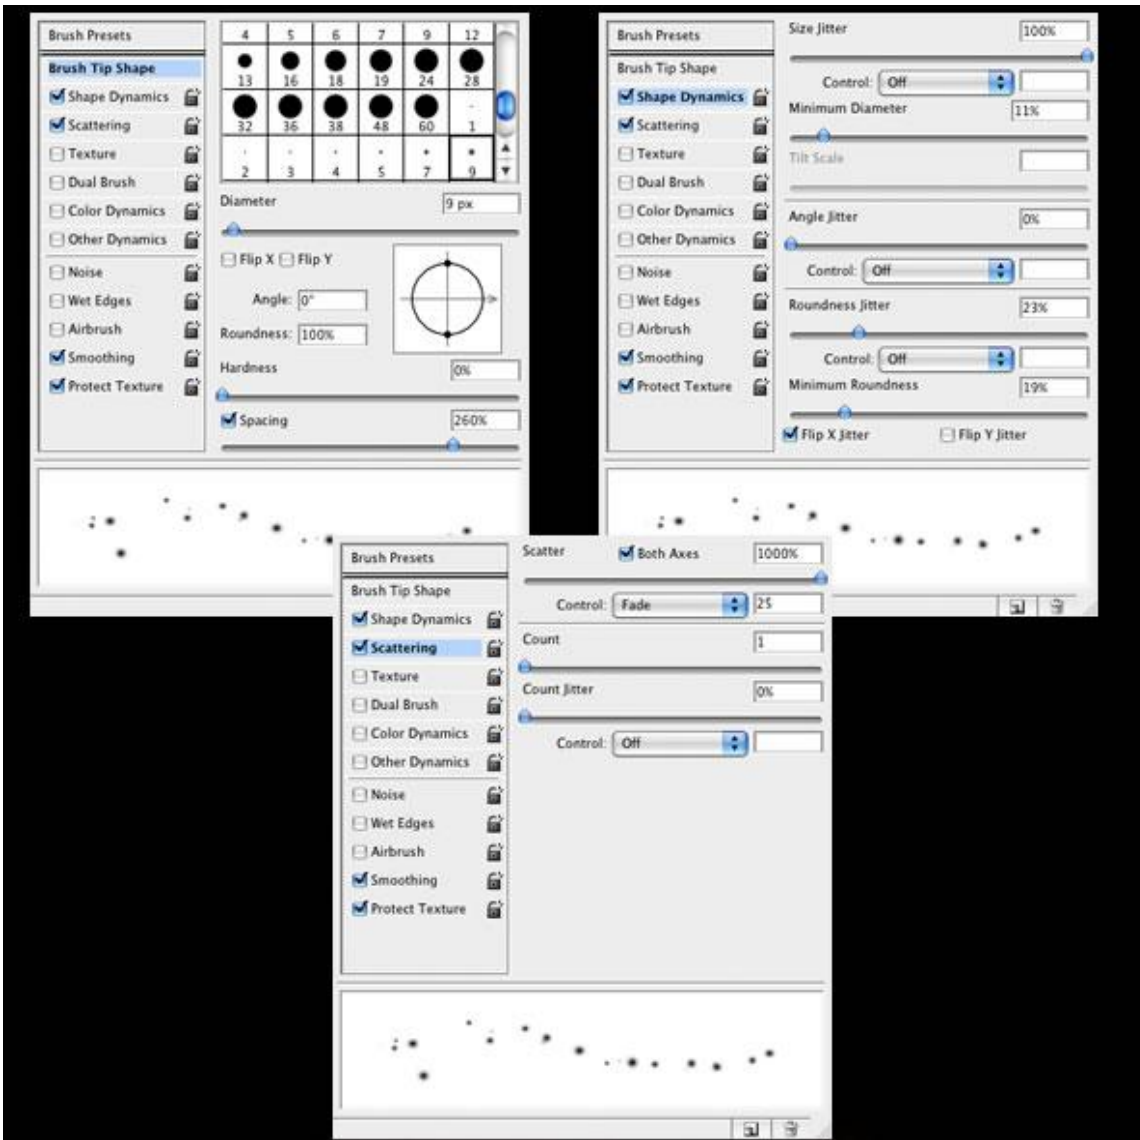 Brush Presets
Brush Tip Shape
Shape Dynamics
Scattering
Texture
Dual Brush
Color Dynamics
Other Dynamics
Noise
Wet Edges
Airbrush
Smoothing
Protect Texture
4 5 6 7 9 12
13 16 18 19 24 28
32 36 38 48 60 1
2 3 4 5 7 9
Diameter 9 px
Flip X Flip Y
Angle: 0°
Roundness: 100%
Hardness 0%
Spacing 260%
Brush Presets
Brush Tip Shape
Shape Dynamics
Scattering
Texture
Dual Brush
Color Dynamics
Other Dynamics
Noise
Wet Edges
Airbrush
Smoothing
Protect Texture
Size Jitter 100%
Control: Off
Minimum Diameter 11%
Tilt Scale
Angle Jitter 0%
Control: Off
Roundness Jitter 23%
Control: Off
Minimum Roundness 19%
Flip X Jitter Flip Y Jitter
Brush Presets
Brush Tip Shape
Shape Dynamics
Scattering
Texture
Dual Brush
Color Dynamics
Other Dynamics
Noise
Wet Edges
Airbrush
Smoothing
Protect Texture
Scatter Both Axes 1000%
Control: Fade 25
Count 1
Count Jitter 0%
Control: Off